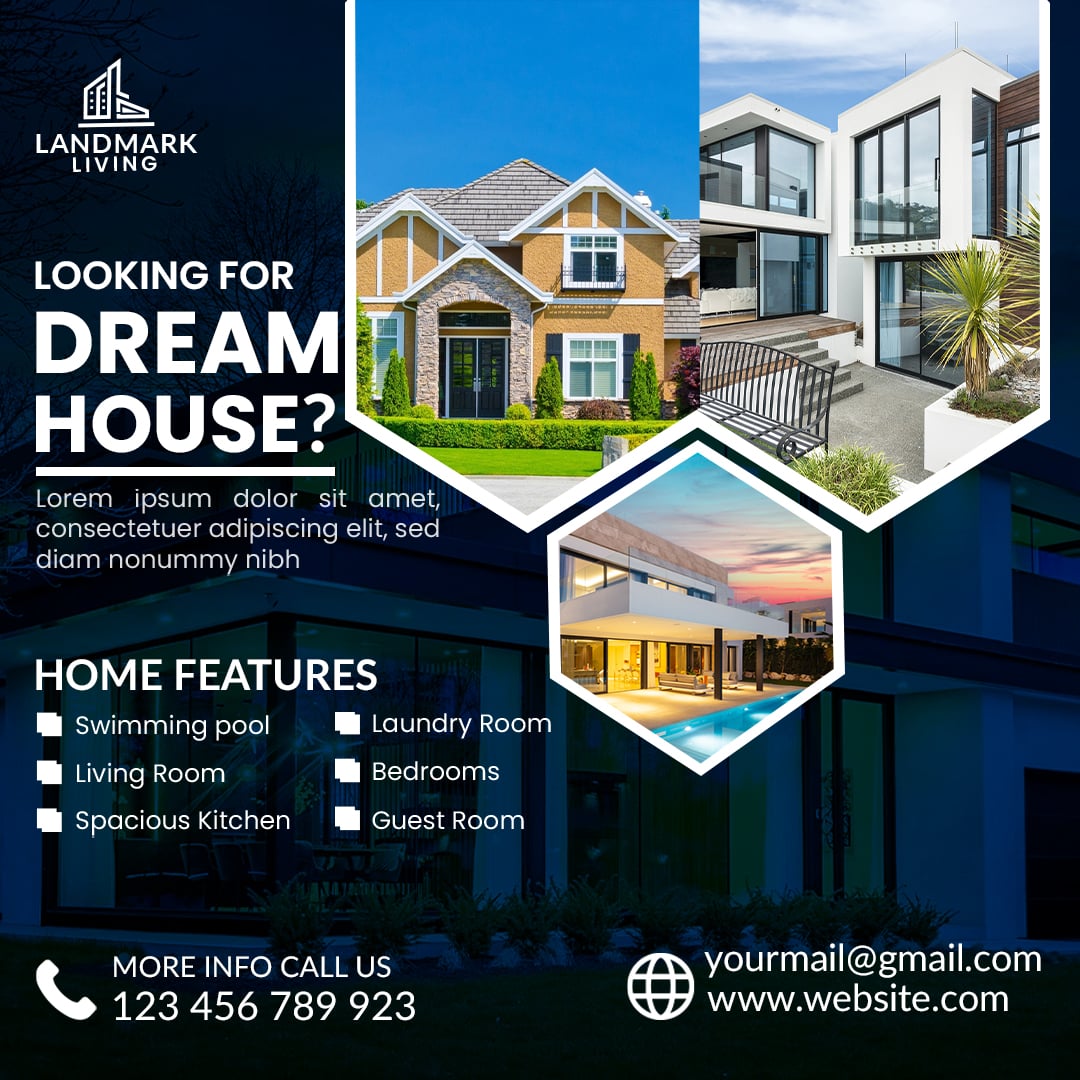 LANDMARK
LIVING
LOOKING FOR
DREAM
HOUSE?
Lorem ipsum dolor sit amet,
consectetuer adipiscing elit, sed
diam nonummy nibh
HOME FEATURES
Swimming pool
Living Room
Spacious Kitchen
Laundry Room
Bedrooms
Guest Room
MORE INFO CALL US
123 456 789 923
yourmail@gmail.com
www.website.com